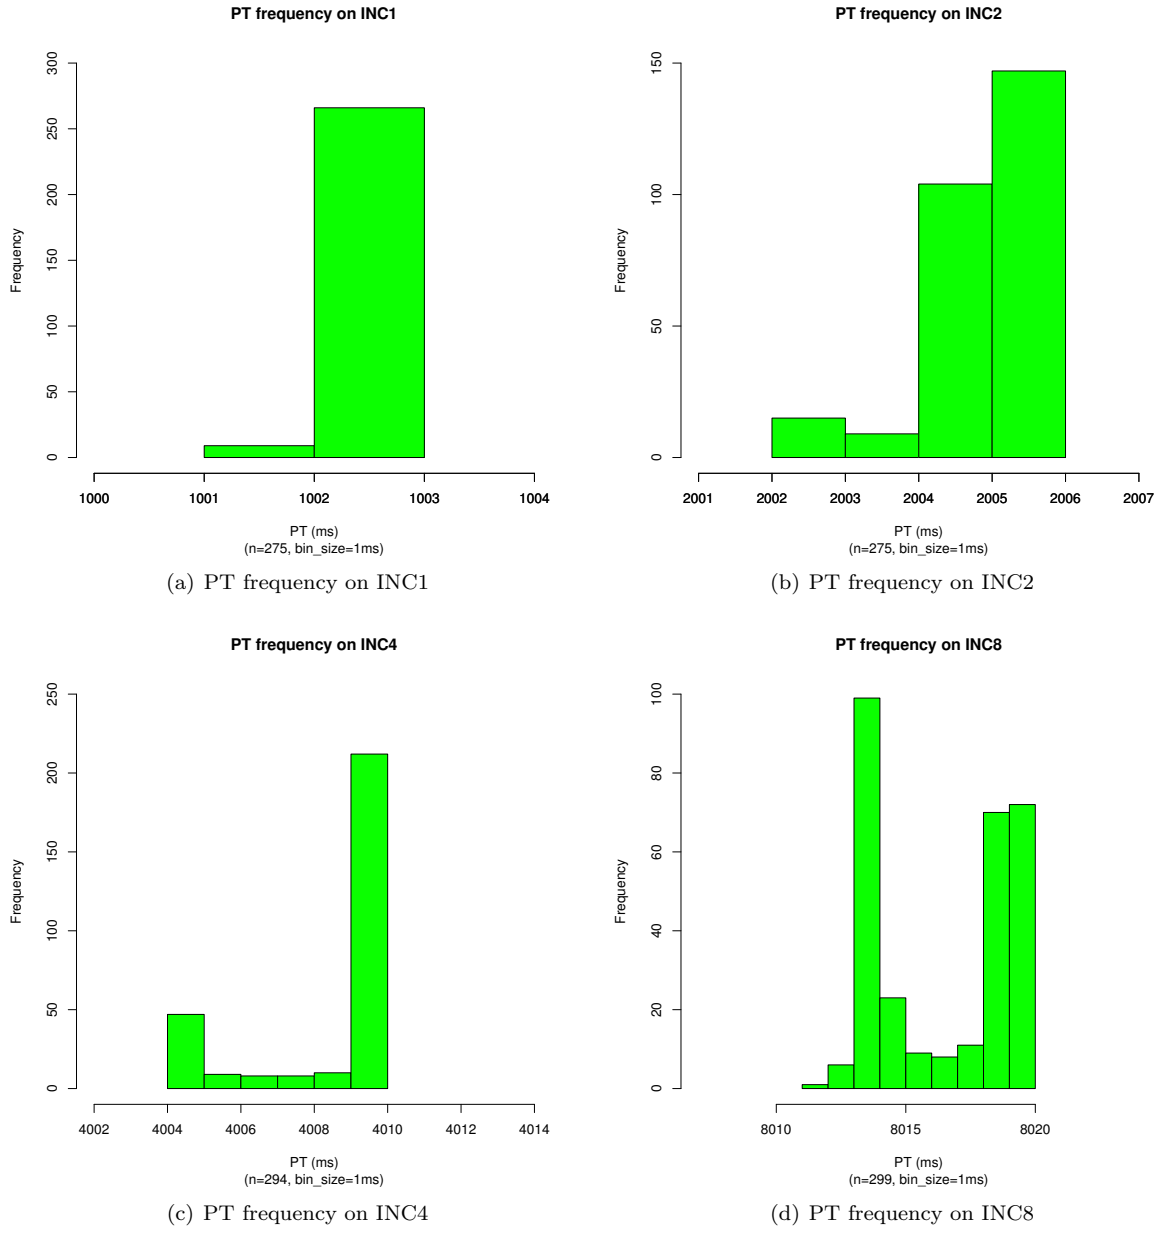 PT frequency on INC1
Frequency
0
50
100
150
200
250
300
1000 1001 1002 1003 1004
PT (ms)
(n=275, bin_size=1ms)
(a) PT frequency on INC1
PT frequency on INC2
Frequency
0
50
100
150
2001 2002 2003 2004 2005 2006 2007
PT (ms)
(n=275, bin_size=1ms)
(b) PT frequency on INC2
PT frequency on INC4
Frequency
0
50
100
150
200
250
4002 4004 4006 4008 4010 4012 4014
PT (ms)
(n=294, bin_size=1ms)
(c) PT frequency on INC4
PT frequency on INC8
Frequency
0
20
40
60
80
100
8010 8015 8020
PT (ms)
(n=299, bin_size=1ms)
(d) PT frequency on INC8